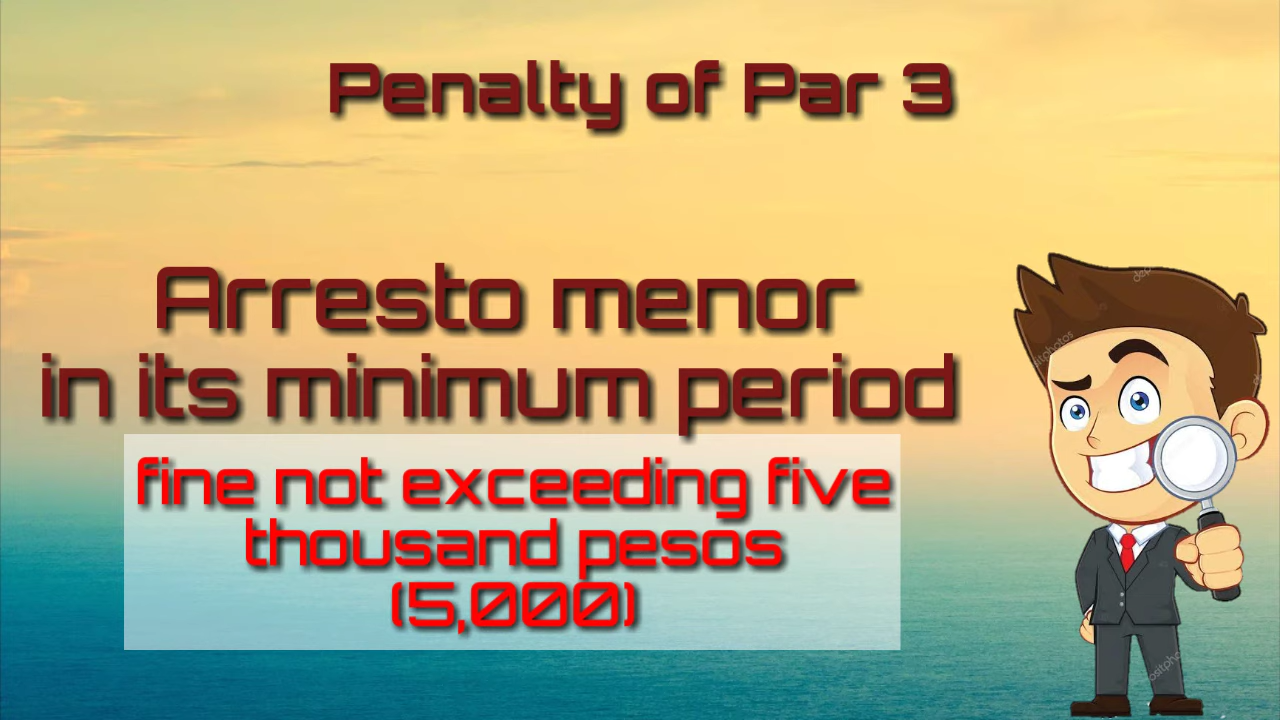 Penalty of Par 3
Arresto menor
in its minimum period
fine not exceeding five
thousand pesos
(5,000)